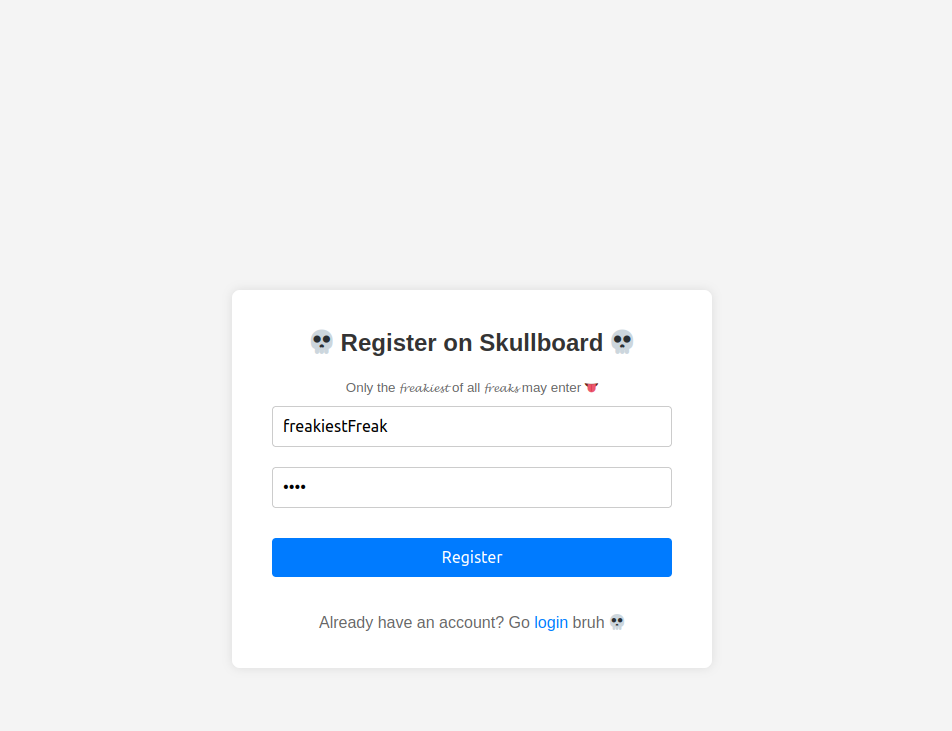 💀 Register on Skullboard 💀
Only the 𝓯𝓻𝓮𝓪𝓴𝓲𝓮𝓼𝓽 of all 𝓯𝓻𝓮𝓪𝓴𝓼 may enter 👅
freakiestFreak
••••
Register
Already have an account? Go login bruh 💀